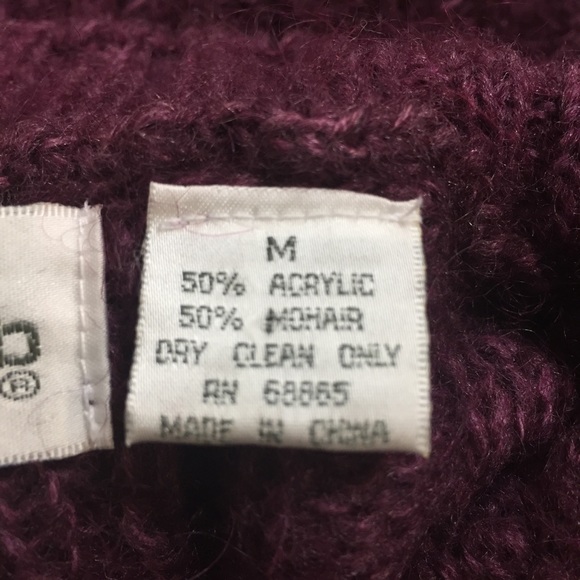 M
50% ACRYLIC
50% MOHAIR
DRY CLEAN ONLY
RN 68865
MADE IN CHINA
®